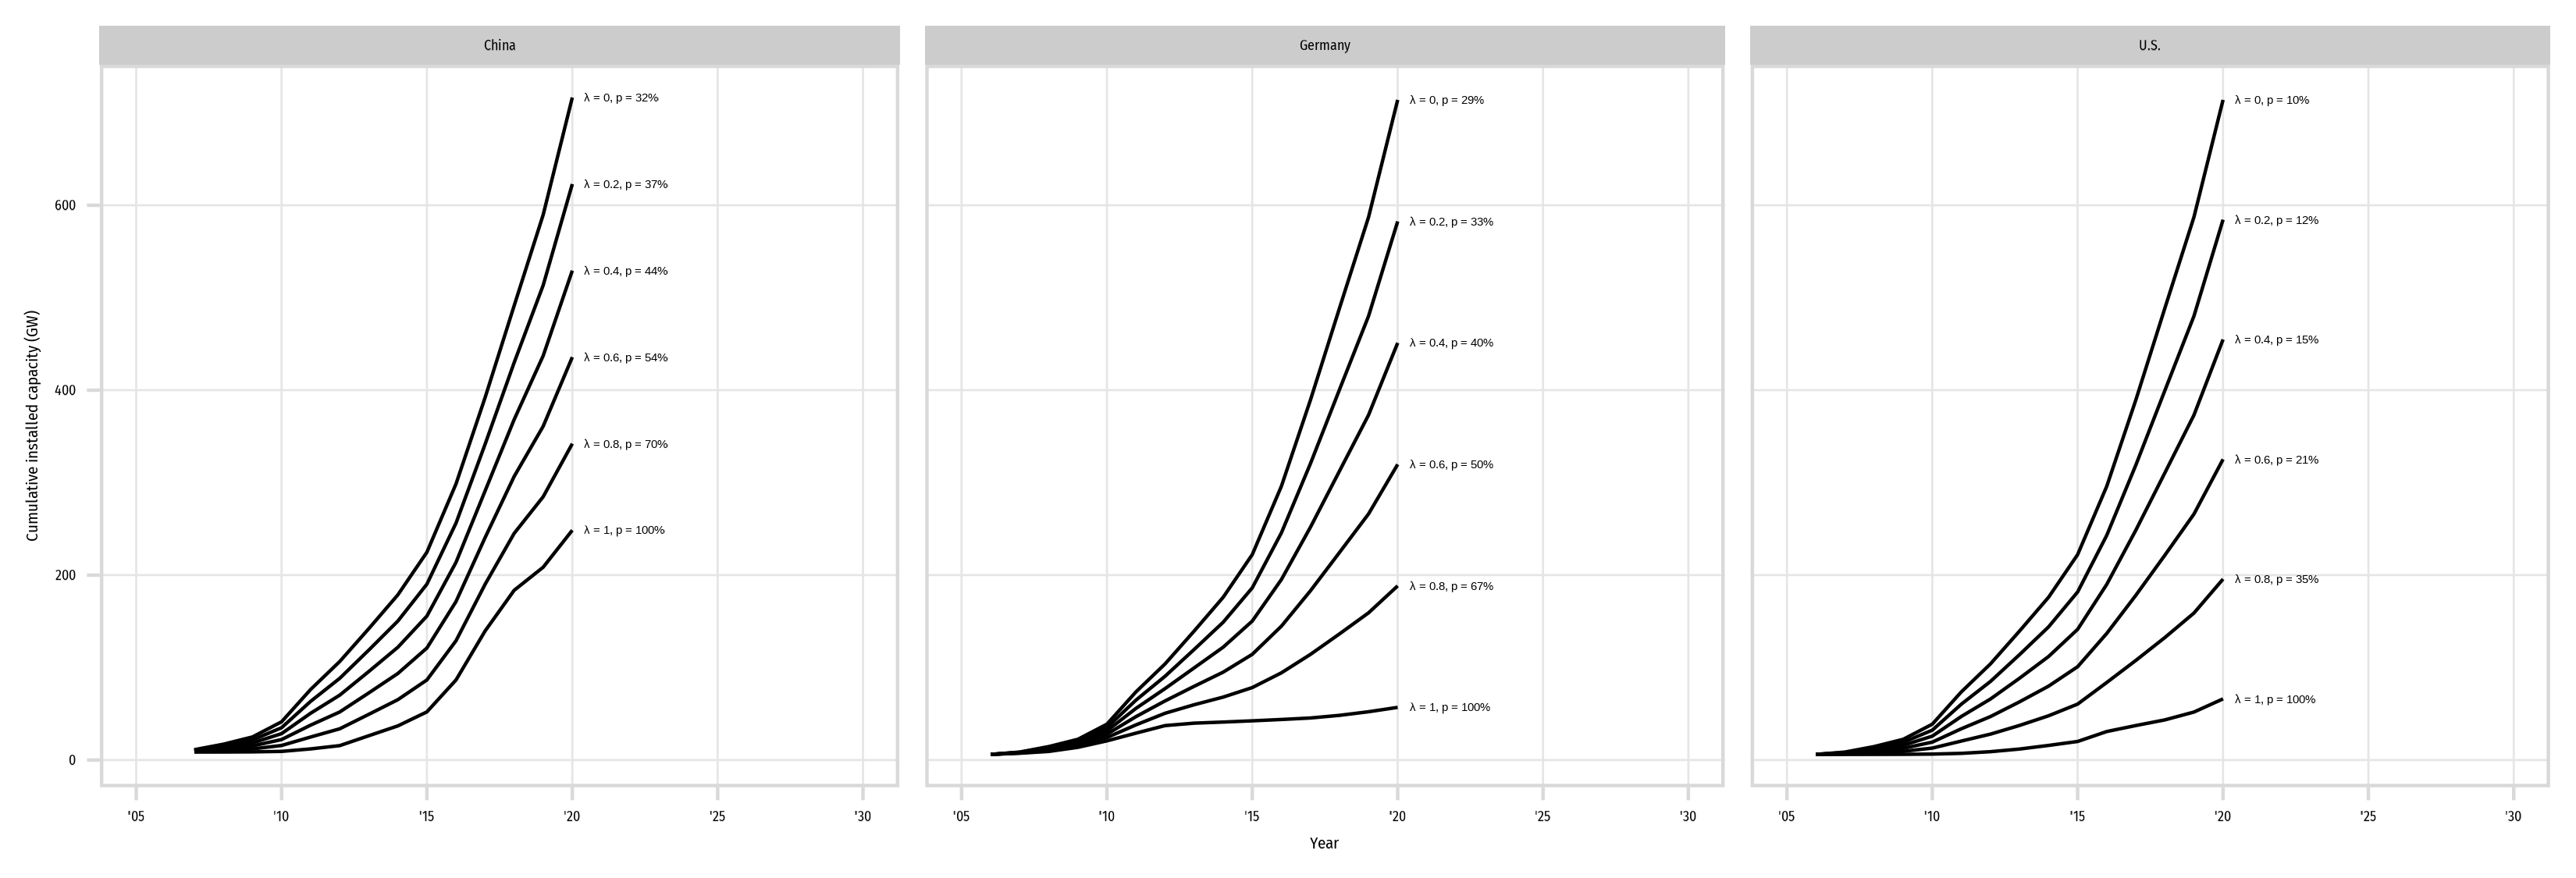 China
Germany
U.S.
Cumulative installed capacity (GW)
600
400
200
0
λ = 0, p = 32%
λ = 0.2, p = 37%
λ = 0.4, p = 44%
λ = 0.6, p = 54%
λ = 0.8, p = 70%
λ = 1, p = 100%
λ = 0, p = 29%
λ = 0.2, p = 33%
λ = 0.4, p = 40%
λ = 0.6, p = 50%
λ = 0.8, p = 67%
λ = 1, p = 100%
λ = 0, p = 10%
λ = 0.2, p = 12%
λ = 0.4, p = 15%
λ = 0.6, p = 21%
λ = 0.8, p = 35%
λ = 1, p = 100%
'05 '10 '15 '20 '25 '30
'05 '10 '15 '20 '25 '30
'05 '10 '15 '20 '25 '30
Year